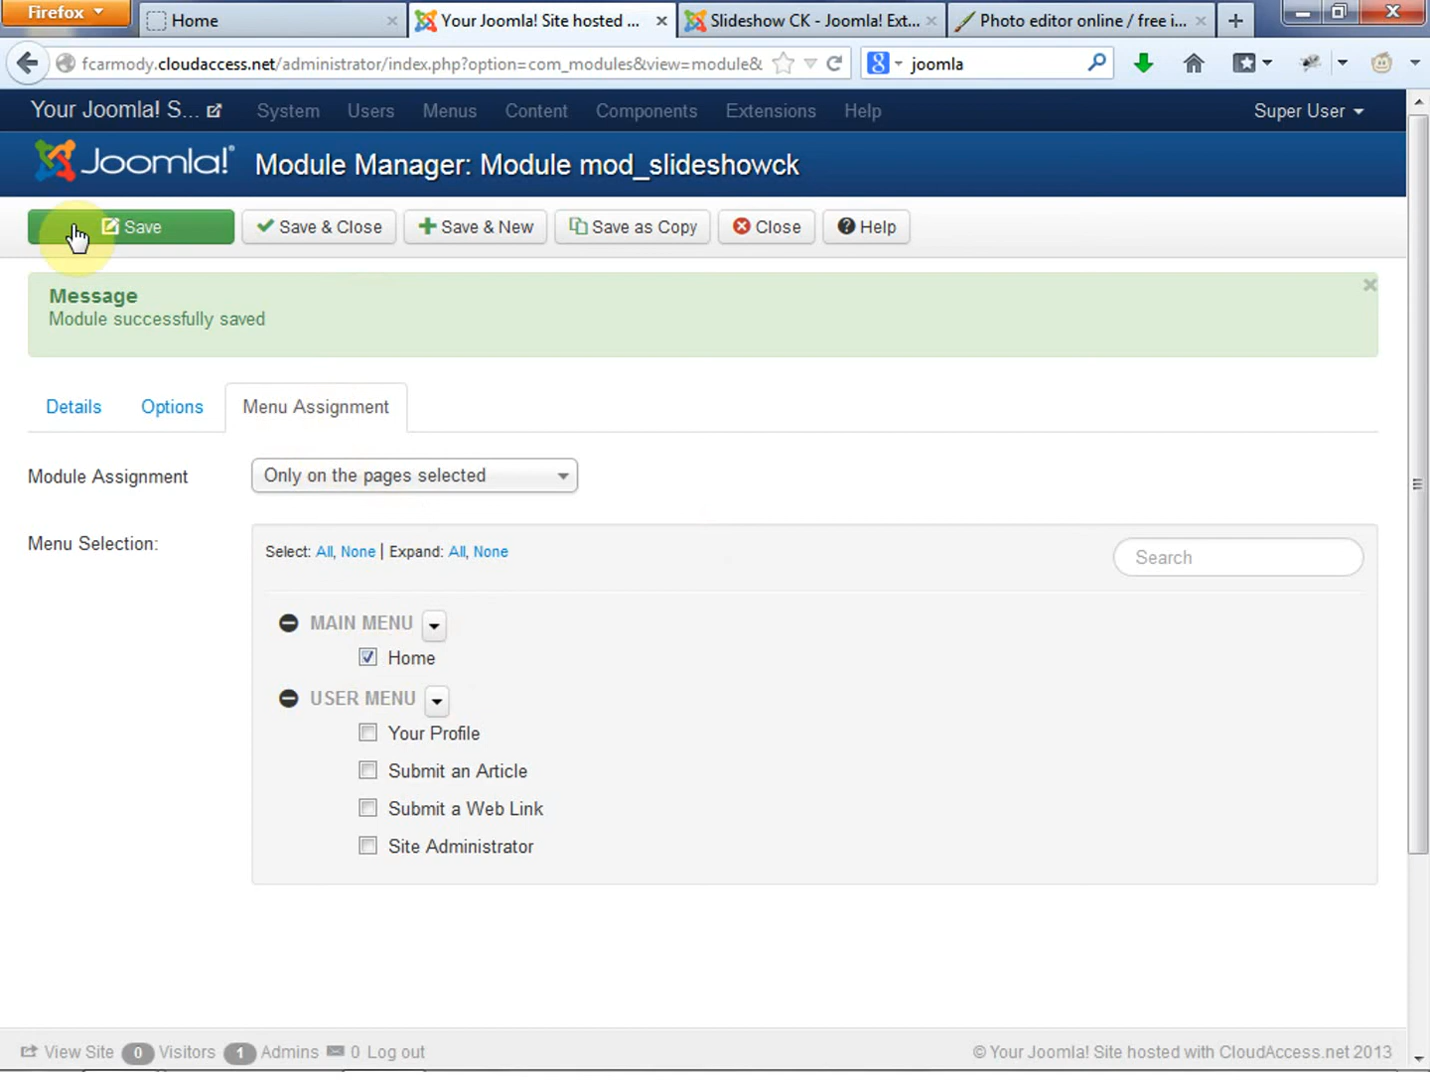 Firefox
Home
Your Joomla! Site hosted ...
Slideshow CK - Joomla! Ext...
Photo editor online / free i...
fcarmody.cloudaccess.net/administrator/index.php?option=com_modules&view=module&
joomla
Your Joomla! S...
System
Users
Menus
Content
Components
Extensions
Help
Super User
Joomla!
Module Manager: Module mod_slideshowck
Save
Save & Close
Save & New
Save as Copy
Close
Help
Message
Module successfully saved
Details
Options
Menu Assignment
Module Assignment
Only on the pages selected
Menu Selection:
Select: All, None | Expand: All, None
Search
MAIN MENU
Home
USER MENU
Your Profile
Submit an Article
Submit a Web Link
Site Administrator
View Site 0 Visitors 1 Admins 0 Log out
© Your Joomla! Site hosted with CloudAccess.net 2013